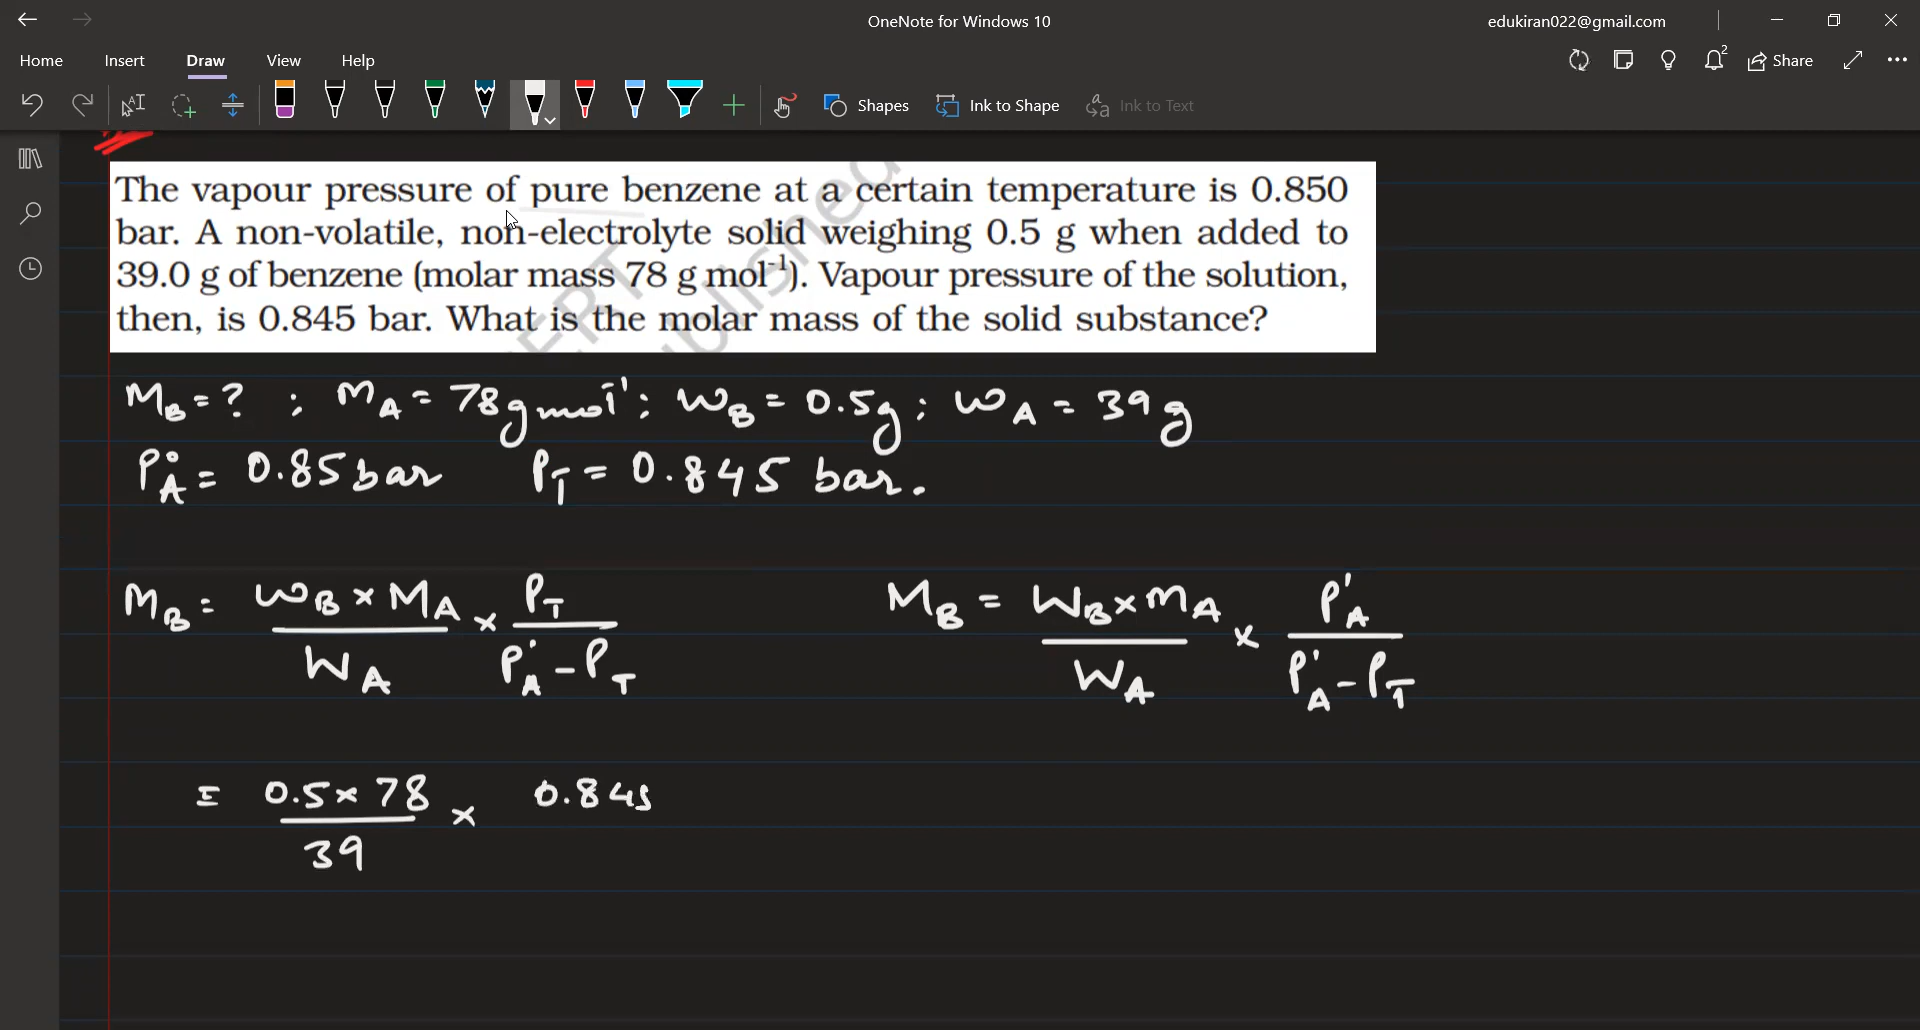 OneNote for Windows 10
edukiran022@gmail.com
Home Insert Draw View Help
2
Share
Shapes
Ink to Shape
Ink to Text
The vapour pressure of pure benzene at a certain temperature is 0.850
bar. A non-volatile, non-electrolyte solid weighing 0.5 g when added to
39.0 g of benzene (molar mass 78 g mol⁻¹). Vapour pressure of the solution,
then, is 0.845 bar. What is the molar mass of the solid substance?
M_B = ? ; M_A = 78 g mol⁻¹ ; W_B = 0.5 g ; W_A = 39 g
P°_A = 0.85 bar P_T = 0.845 bar.
M_B = (W_B × M_A)/W_A × P_T/(P°_A - P_T)
M_B = (W_B × M_A)/W_A × P°_A/(P°_A - P_T)
= (0.5 × 78)/39 × 0.845